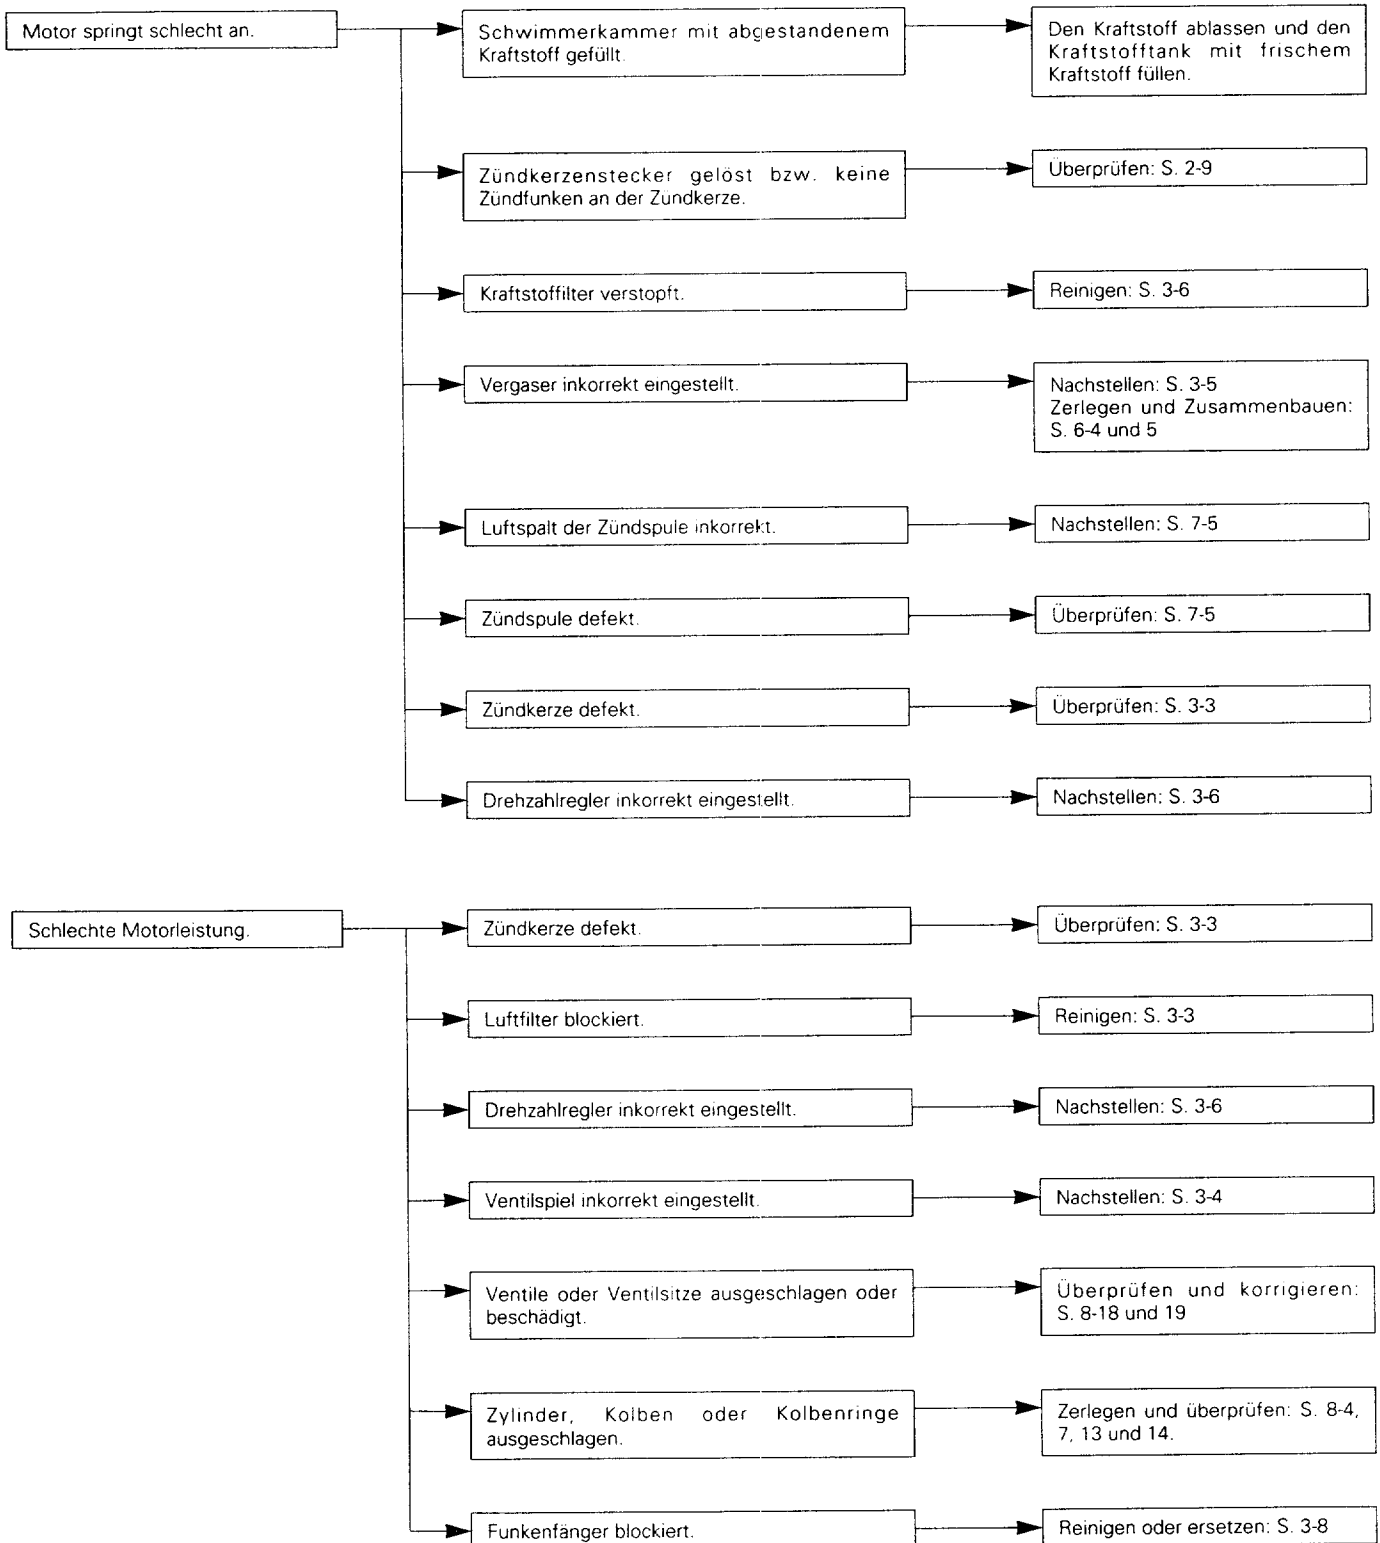 Motor springt schlecht an.
Schwimmerkammer mit abgestandenem
Kraftstoff gefüllt.
Den Kraftstoff ablassen und den
Kraftstofftank mit frischem
Kraftstoff füllen.
Zündkerzenstecker gelöst bzw. keine
Zündfunken an der Zündkerze.
Überprüfen: S. 2-9
Kraftstoffilter verstopft.
Reinigen: S. 3-6
Vergaser inkorrekt eingestellt.
Nachstellen: S. 3-5
Zerlegen und Zusammenbauen:
S. 6-4 und 5
Luftspalt der Zündspule inkorrekt.
Nachstellen: S. 7-5
Zündspule defekt.
Überprüfen: S. 7-5
Zündkerze defekt.
Überprüfen: S. 3-3
Drehzahlregler inkorrekt eingestellt.
Nachstellen: S. 3-6
Schlechte Motorleistung.
Zündkerze defekt.
Überprüfen: S. 3-3
Luftfilter blockiert.
Reinigen: S. 3-3
Drehzahlregler inkorrekt eingestellt.
Nachstellen: S. 3-6
Ventilspiel inkorrekt eingestellt.
Nachstellen: S. 3-4
Ventile oder Ventilsitze ausgeschlagen oder
beschädigt.
Überprüfen und korrigieren:
S. 8-18 und 19
Zylinder, Kolben oder Kolbenringe
ausgeschlagen.
Zerlegen und überprüfen: S. 8-4,
7, 13 und 14.
Funkenfänger blockiert.
Reinigen oder ersetzen: S. 3-8